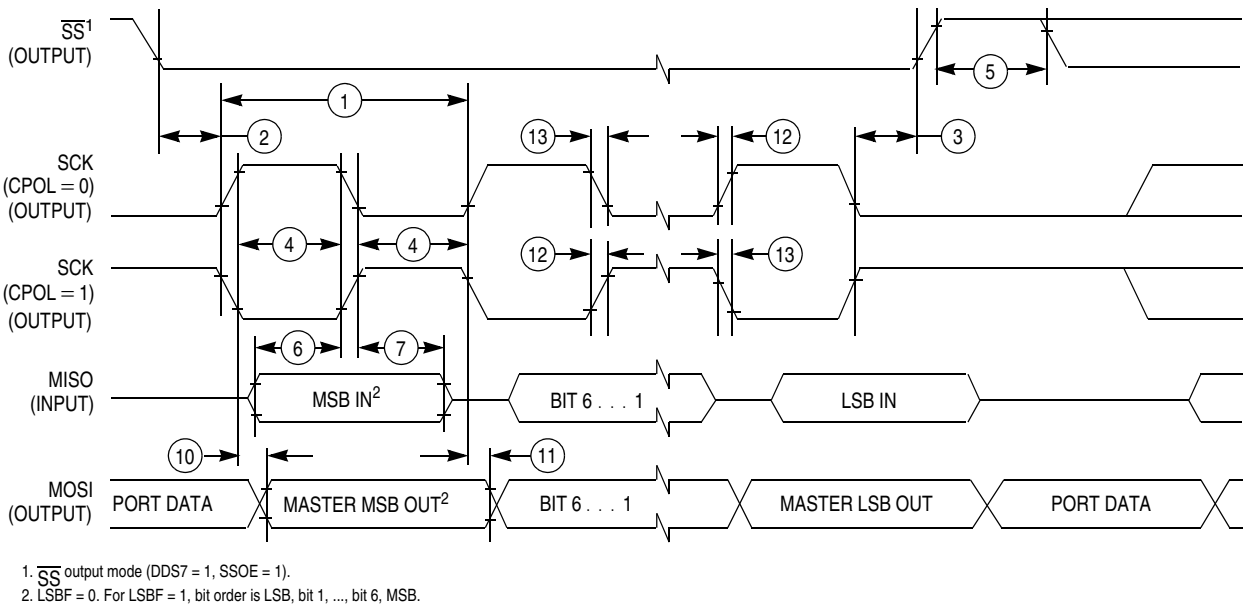 SS¹
(OUTPUT)
5
1
2
13
12
3
SCK
(CPOL = 0)
(OUTPUT)
4
4
12
13
SCK
(CPOL = 1)
(OUTPUT)
6
7
MISO
(INPUT)
MSB IN²
BIT 6 . . . 1
LSB IN
10
11
MOSI
(OUTPUT)
PORT DATA
MASTER MSB OUT²
BIT 6 . . . 1
MASTER LSB OUT
PORT DATA
1. SS output mode (DDS7 = 1, SSOE = 1).
2. LSBF = 0. For LSBF = 1, bit order is LSB, bit 1, ..., bit 6, MSB.